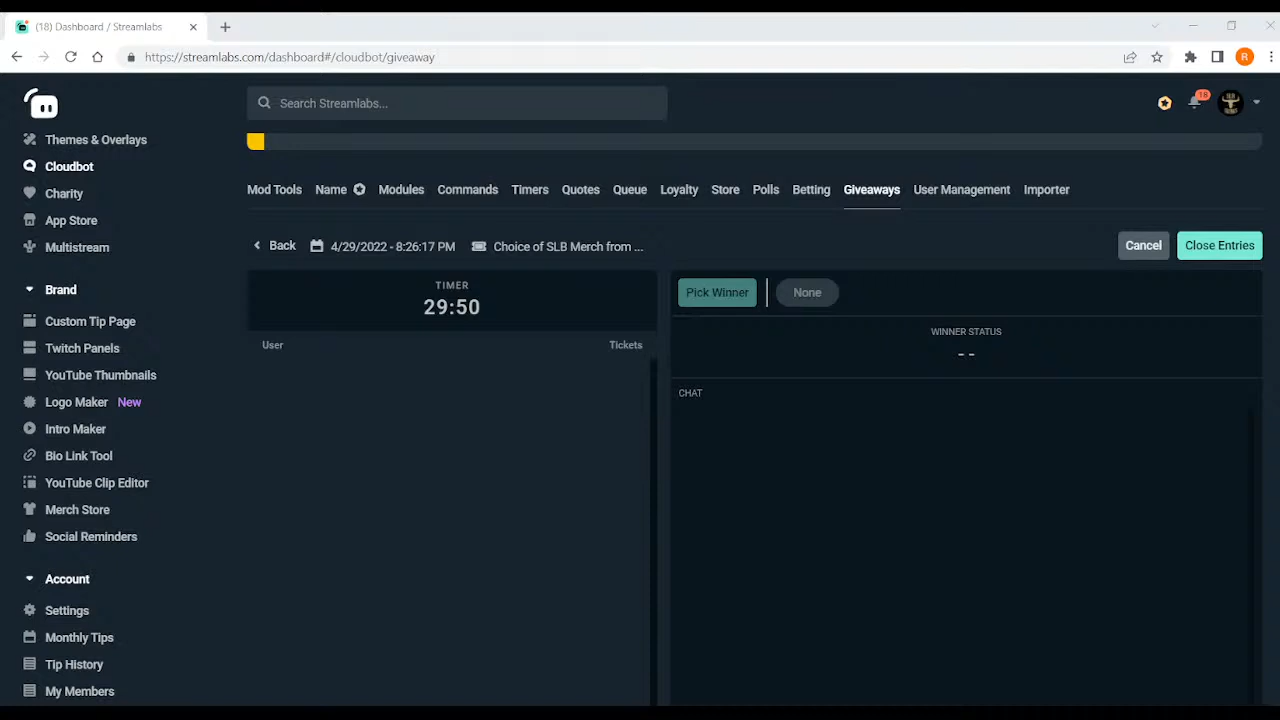 (18) Dashboard / Streamlabs
https://streamlabs.com/dashboard#/cloudbot/giveaway
R
Search Streamlabs...
18
Themes & Overlays
Cloudbot
Charity
App Store
Multistream
Brand
Custom Tip Page
Twitch Panels
YouTube Thumbnails
Logo Maker New
Intro Maker
Bio Link Tool
YouTube Clip Editor
Merch Store
Social Reminders
Account
Settings
Monthly Tips
Tip History
My Members
Mod Tools Name Modules Commands Timers Quotes Queue Loyalty Store Polls Betting Giveaways User Management Importer
Back 4/29/2022 - 8:26:17 PM Choice of SLB Merch from ... Cancel Close Entries
TIMER
29:50
User Tickets
Pick Winner None
WINNER STATUS
--
CHAT